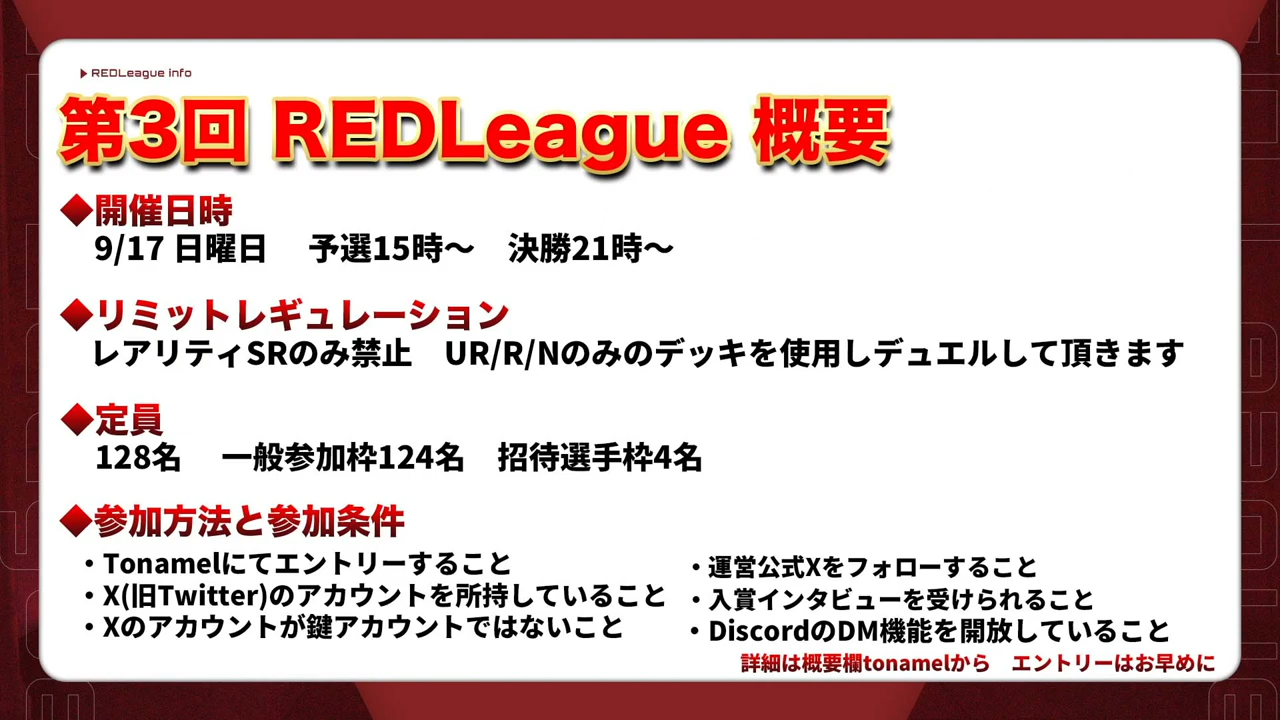 REDLeague info
第3回 REDLeague 概要
◆開催日時
9/17 日曜日 予選15時～ 決勝21時～
◆リミットレギュレーション
レアリティSRのみ禁止 UR/R/Nのみのデッキを使用しデュエルして頂きます
◆定員
128名 一般参加枠124名 招待選手枠4名
◆参加方法と参加条件
・Tonamelにてエントリーすること
・X(旧Twitter)のアカウントを所持していること
・Xのアカウントが鍵アカウントではないこと
・運営公式Xをフォローすること
・入賞インタビューを受けられること
・DiscordのDM機能を開放していること
詳細は概要欄tonamelから エントリーはお早めに